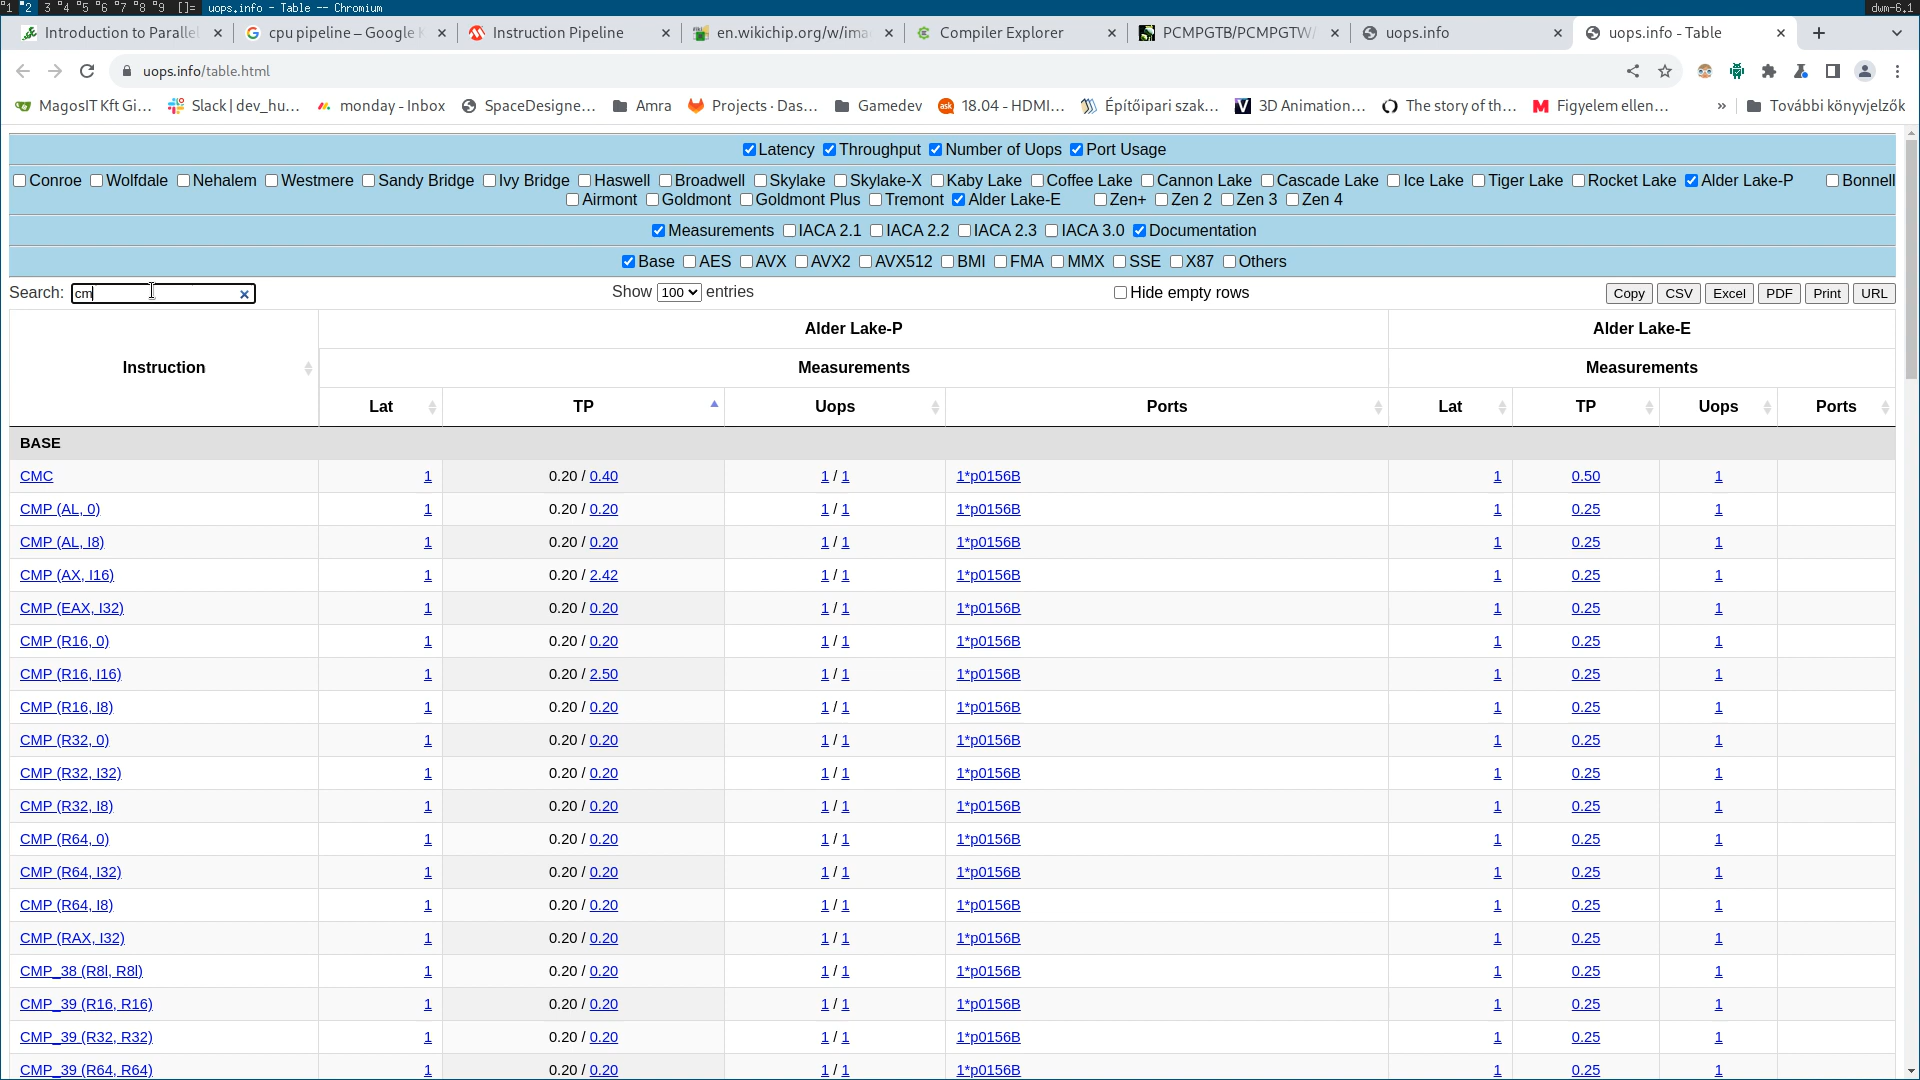 1 2 3 4 5 6 7 8 9 []= uops.info - Table -- Chromium dwm-6.1
Introduction to Paralle cpu pipeline – Google Instruction Pipeline en.wikichip.org/w/ima Compiler Explorer PCMPGTB/PCMPGTW/ uops.info uops.info - Table
uops.info/table.html
MagosIT Kft Gi… Slack | dev_hu… monday - Inbox SpaceDesigne… Amra Projects · Das… Gamedev 18.04 - HDMI… Építőipari szak… 3D Animation… The story of th… Figyelem ellen… » További könyvjelzők
Latency Throughput Number of Uops Port Usage
Conroe Wolfdale Nehalem Westmere Sandy Bridge Ivy Bridge Haswell Broadwell Skylake Skylake-X Kaby Lake Coffee Lake Cannon Lake Cascade Lake Ice Lake Tiger Lake Rocket Lake Alder Lake-P Bonnell
Airmont Goldmont Goldmont Plus Tremont Alder Lake-E Zen+ Zen 2 Zen 3 Zen 4
Measurements IACA 2.1 IACA 2.2 IACA 2.3 IACA 3.0 Documentation
Base AES AVX AVX2 AVX512 BMI FMA MMX SSE X87 Others
Search: cm Show 100 entries Hide empty rows Copy CSV Excel PDF Print URL
Alder Lake-P Alder Lake-E
Instruction Measurements Measurements
Lat TP Uops Ports Lat TP Uops Ports
BASE
CMC 1 0.20 / 0.40 1 / 1 1*p0156B 1 0.50 1
CMP (AL, 0) 1 0.20 / 0.20 1 / 1 1*p0156B 1 0.25 1
CMP (AL, I8) 1 0.20 / 0.20 1 / 1 1*p0156B 1 0.25 1
CMP (AX, I16) 1 0.20 / 2.42 1 / 1 1*p0156B 1 0.25 1
CMP (EAX, I32) 1 0.20 / 0.20 1 / 1 1*p0156B 1 0.25 1
CMP (R16, 0) 1 0.20 / 0.20 1 / 1 1*p0156B 1 0.25 1
CMP (R16, I16) 1 0.20 / 2.50 1 / 1 1*p0156B 1 0.25 1
CMP (R16, I8) 1 0.20 / 0.20 1 / 1 1*p0156B 1 0.25 1
CMP (R32, 0) 1 0.20 / 0.20 1 / 1 1*p0156B 1 0.25 1
CMP (R32, I32) 1 0.20 / 0.20 1 / 1 1*p0156B 1 0.25 1
CMP (R32, I8) 1 0.20 / 0.20 1 / 1 1*p0156B 1 0.25 1
CMP (R64, 0) 1 0.20 / 0.20 1 / 1 1*p0156B 1 0.25 1
CMP (R64, I32) 1 0.20 / 0.20 1 / 1 1*p0156B 1 0.25 1
CMP (R64, I8) 1 0.20 / 0.20 1 / 1 1*p0156B 1 0.25 1
CMP (RAX, I32) 1 0.20 / 0.20 1 / 1 1*p0156B 1 0.25 1
CMP_38 (R8l, R8l) 1 0.20 / 0.20 1 / 1 1*p0156B 1 0.25 1
CMP_39 (R16, R16) 1 0.20 / 0.20 1 / 1 1*p0156B 1 0.25 1
CMP_39 (R32, R32) 1 0.20 / 0.20 1 / 1 1*p0156B 1 0.25 1
CMP_39 (R64, R64) 1 0.20 / 0.20 1 / 1 1*p0156B 1 0.25 1